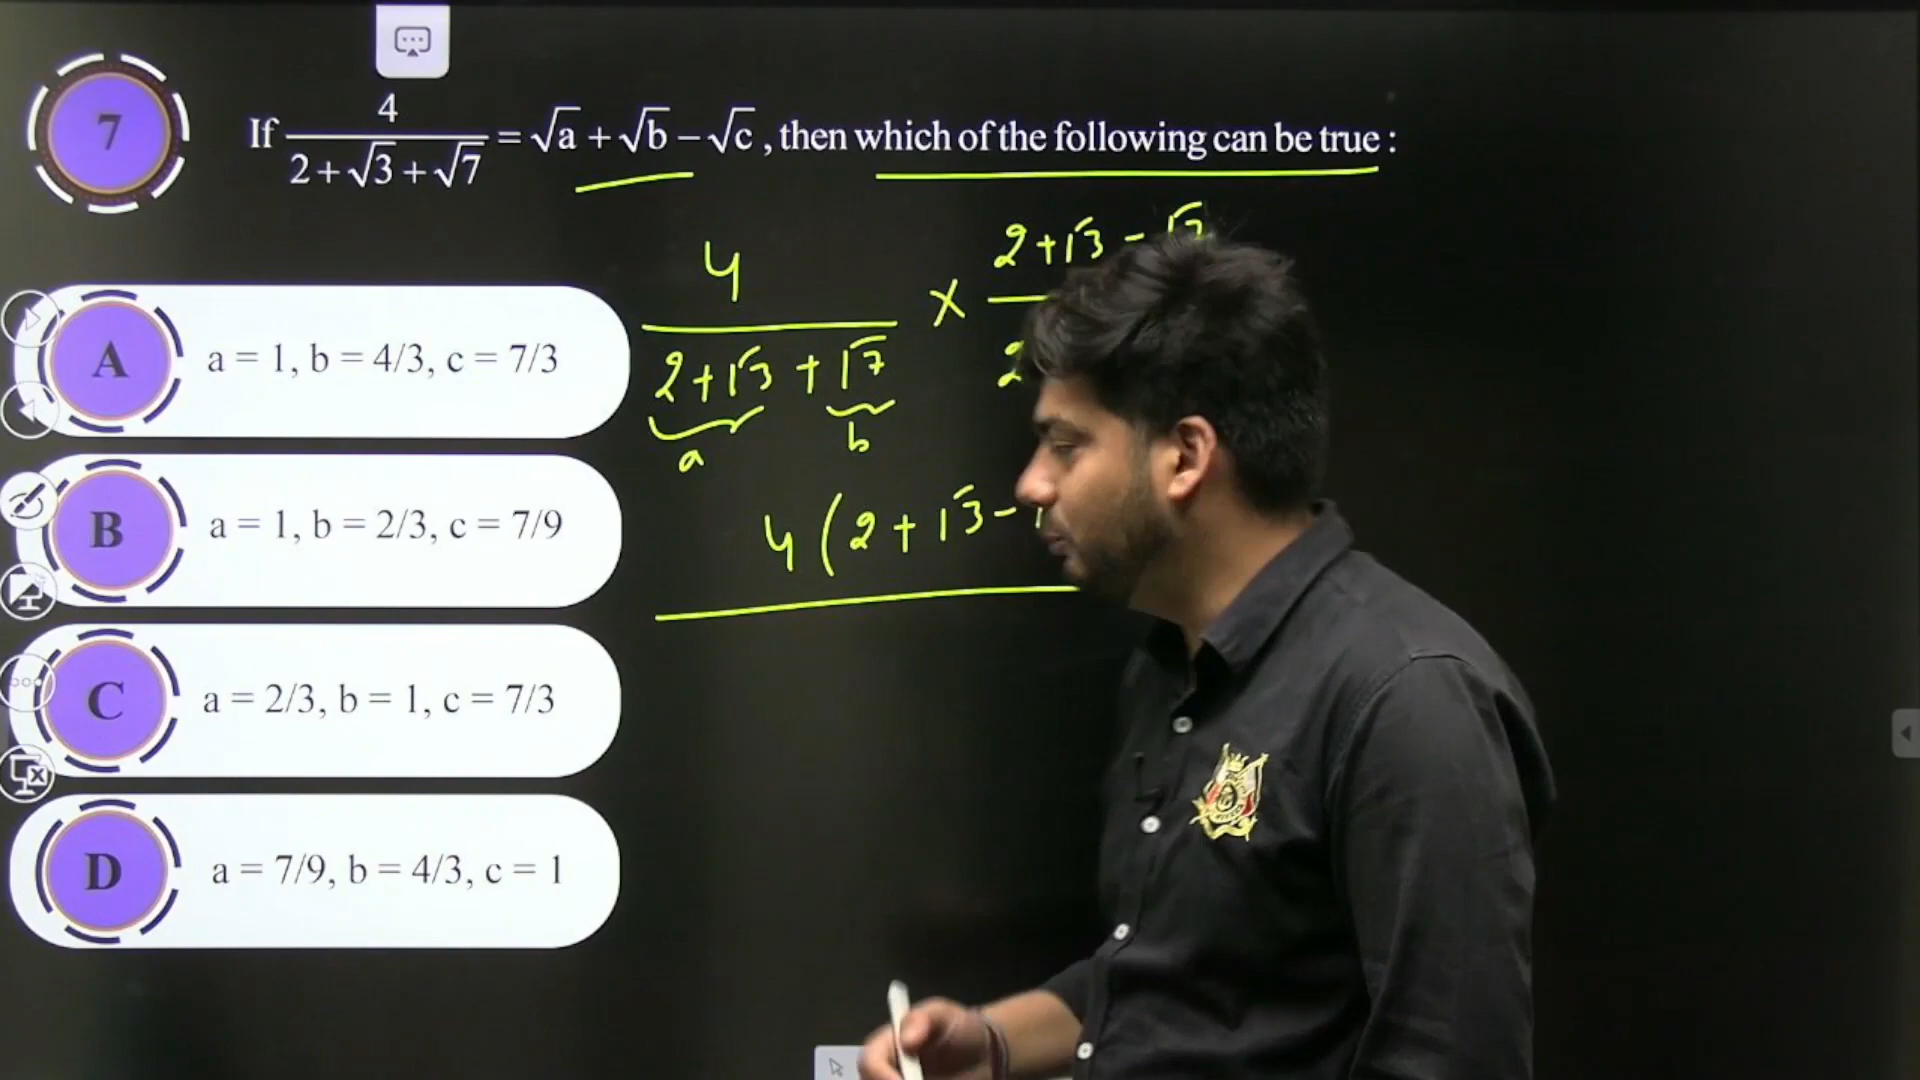 7
If 4/(2+√3+√7) = √a + √b − √c , then which of the following can be true :
A a = 1, b = 4/3, c = 7/3
B a = 1, b = 2/3, c = 7/9
C a = 2/3, b = 1, c = 7/3
D a = 7/9, b = 4/3, c = 1
4 × 2+√3 − √7
2+√3 + √7 2
a b
4 ( 2 + √3 −